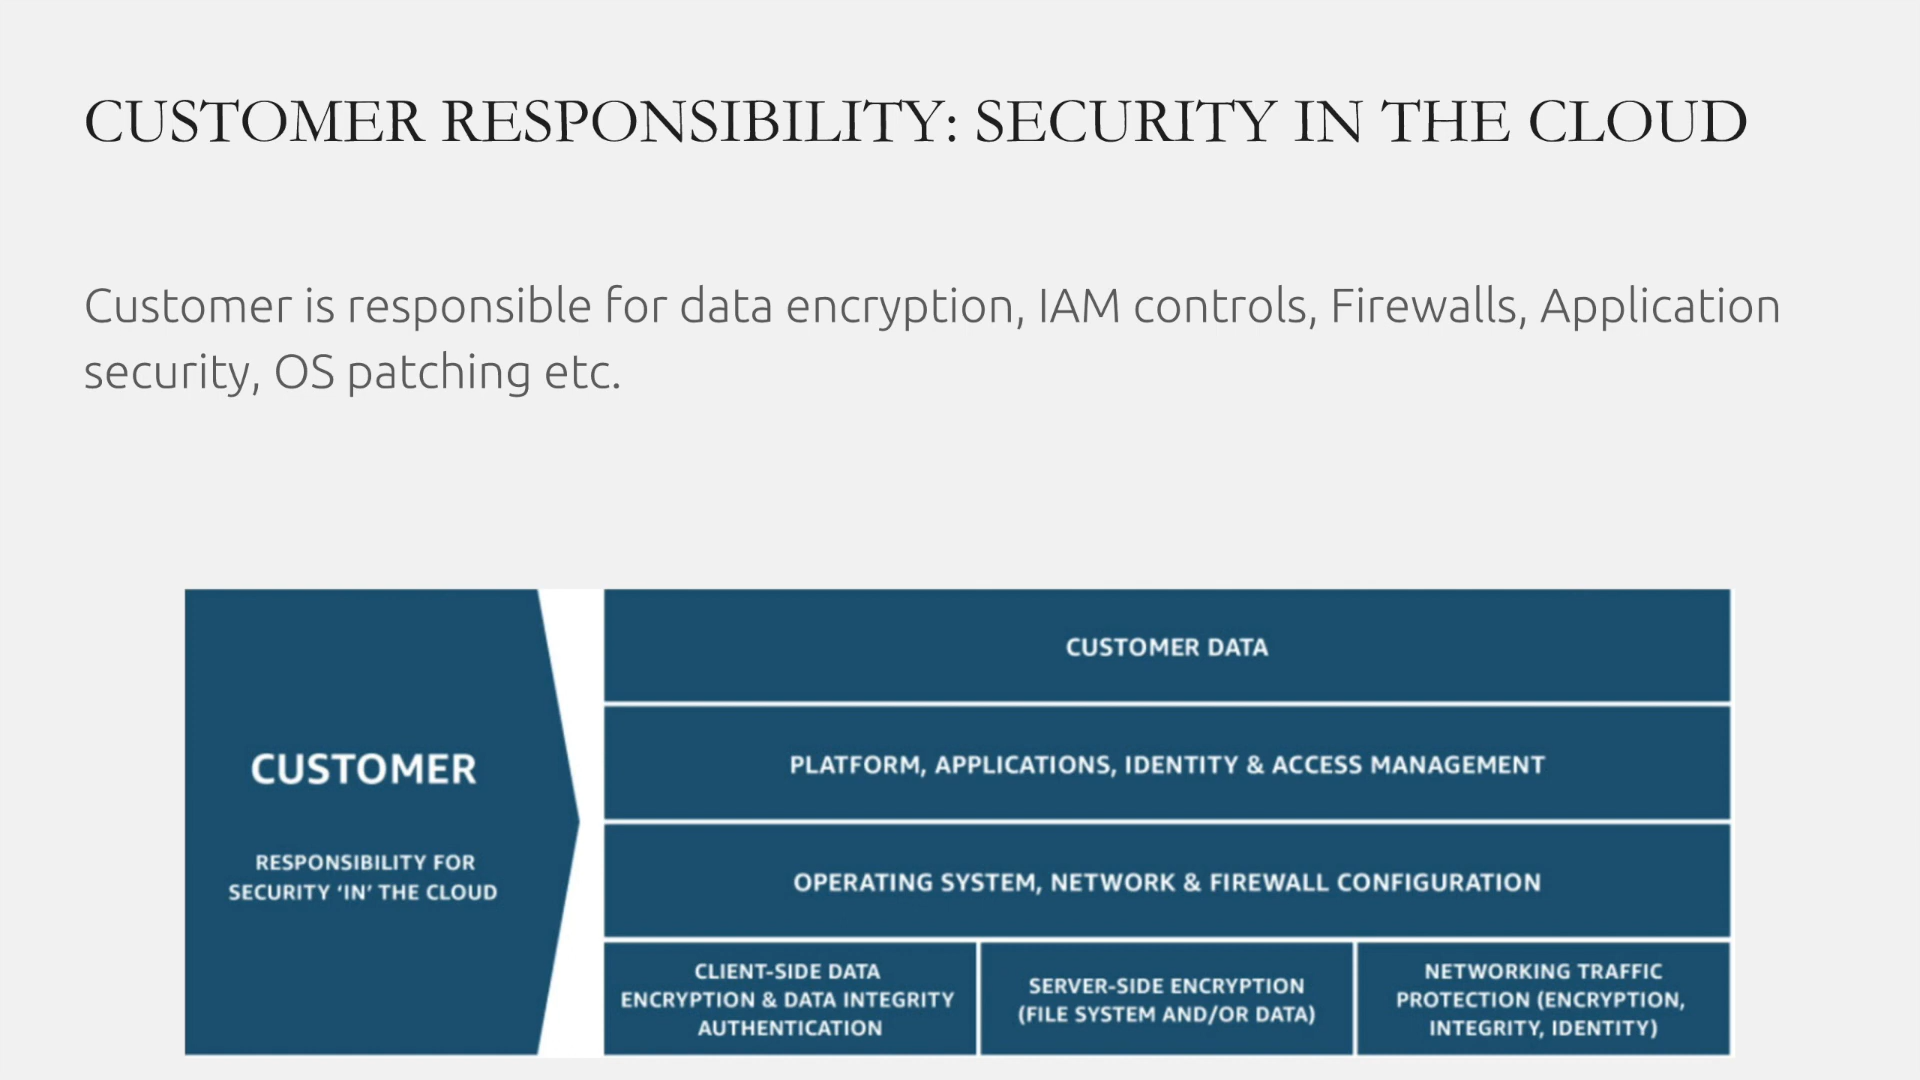 CUSTOMER RESPONSIBILITY: SECURITY IN THE CLOUD
Customer is responsible for data encryption, IAM controls, Firewalls, Application
security, OS patching etc.
CUSTOMER
RESPONSIBILITY FOR
SECURITY ‘IN’ THE CLOUD
CUSTOMER DATA
PLATFORM, APPLICATIONS, IDENTITY & ACCESS MANAGEMENT
OPERATING SYSTEM, NETWORK & FIREWALL CONFIGURATION
CLIENT-SIDE DATA
ENCRYPTION & DATA INTEGRITY
AUTHENTICATION
SERVER-SIDE ENCRYPTION
(FILE SYSTEM AND/OR DATA)
NETWORKING TRAFFIC
PROTECTION (ENCRYPTION,
INTEGRITY, IDENTITY)